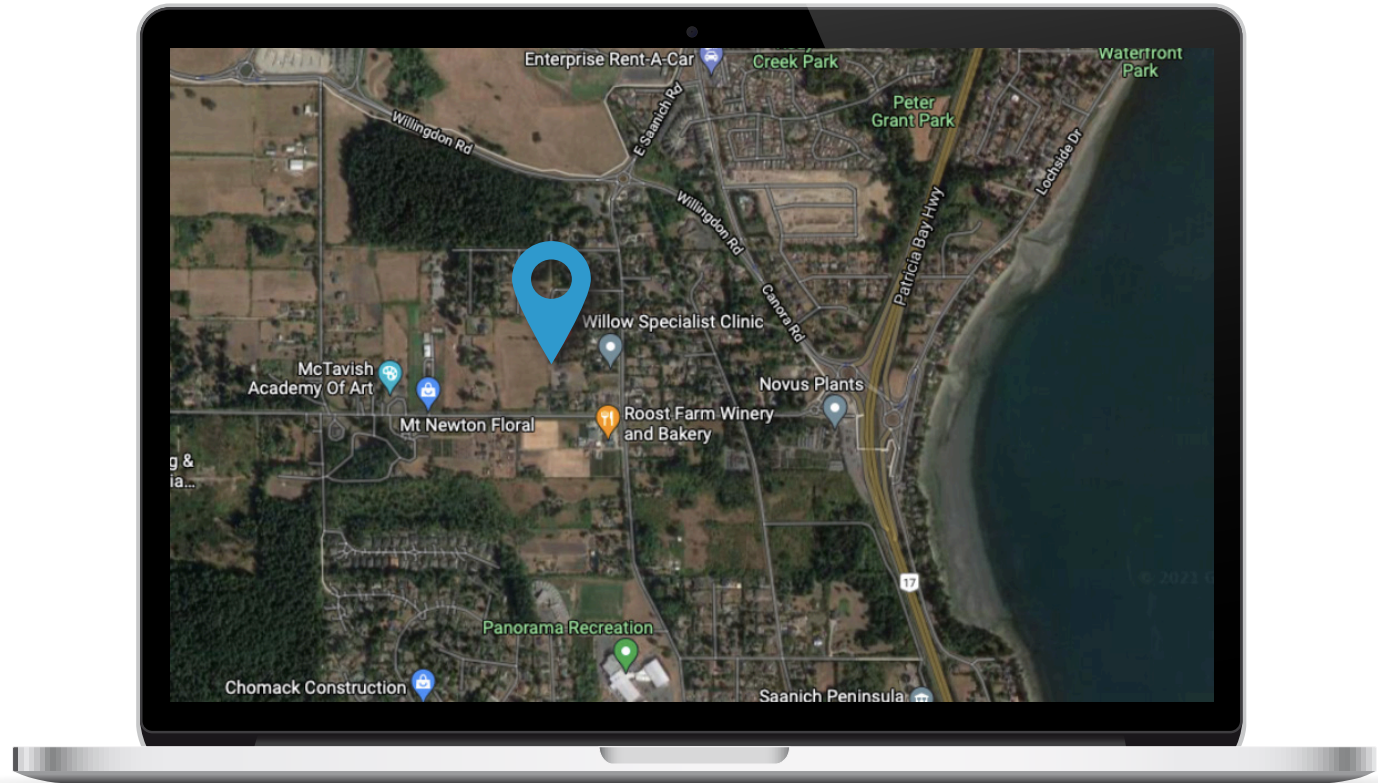 Enterprise Rent-A-Car
Creek Park
Waterfront
Park
Peter
Grant Park
Willingdon Rd
E Saanich Rd
Lochside Dr
Willingdon Rd
Patricia Bay Hwy
Canora Rd
Willow Specialist Clinic
McTavish
Academy Of Art
Novus Plants
Mt Newton Floral
Roost Farm Winery
and Bakery
g &
ia...
17
© 2021 G
Panorama Recreation
Chomack Construction
Saanich Peninsula